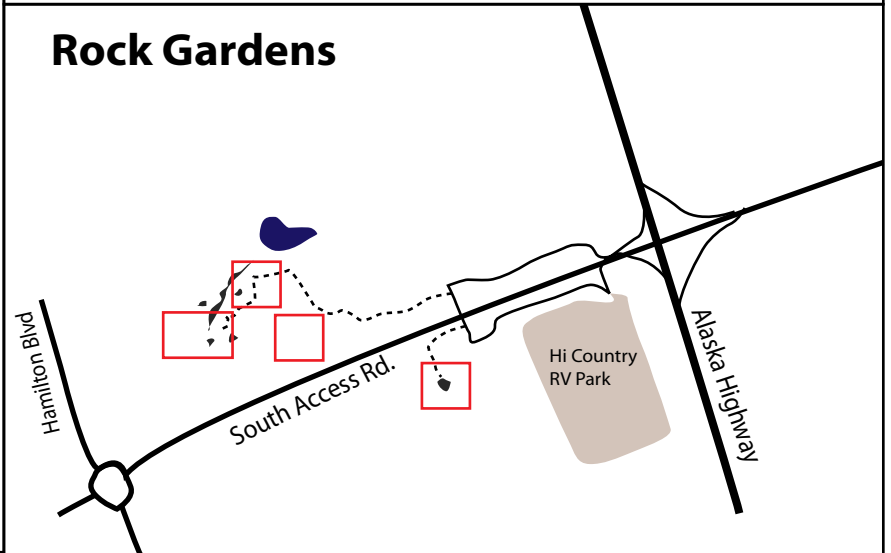 Rock Gardens
Hamilton Blvd
South Access Rd.
Hi Country
RV Park
Alaska Highway